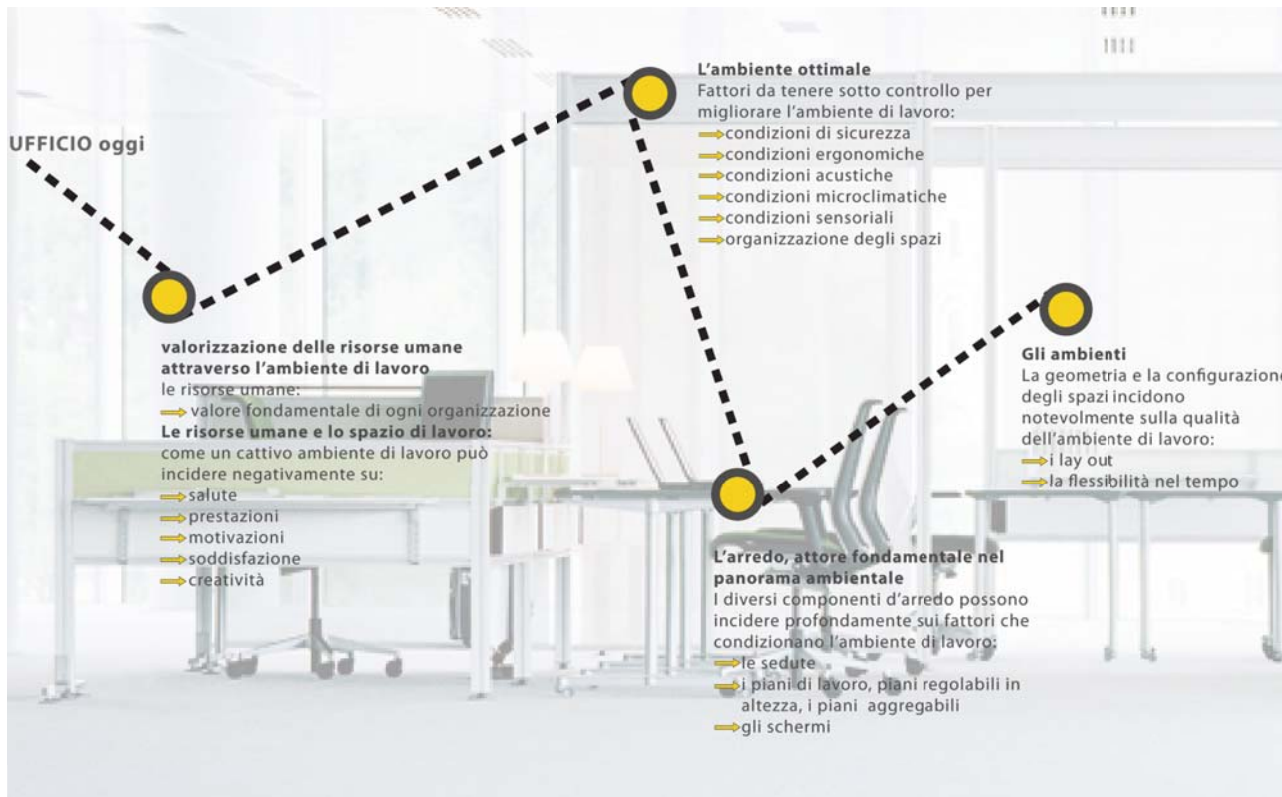 UFFICIO oggi
valorizzazione delle risorse umane
attraverso l'ambiente di lavoro
le risorse umane:
valore fondamentale di ogni organizzazione
Le risorse umane e lo spazio di lavoro:
come un cattivo ambiente di lavoro può
incidere negativamente su:
salute
prestazioni
motivazioni
soddisfazione
creatività
L'ambiente ottimale
Fattori da tenere sotto controllo per
migliorare l'ambiente di lavoro:
condizioni di sicurezza
condizioni ergonomiche
condizioni acustiche
condizioni microclimatiche
condizioni sensoriali
organizzazione degli spazi
L'arredo, attore fondamentale nel
panorama ambientale
I diversi componenti d'arredo possono
incidere profondamente sui fattori che
condizionano l'ambiente di lavoro:
le sedute
i piani di lavoro, piani regolabili in
altezza, i piani aggregabili
gli schermi
Gli ambienti
La geometria e la configurazione
degli spazi incidono
notevolmente sulla qualità
dell'ambiente di lavoro:
i lay out
la flessibilità nel tempo